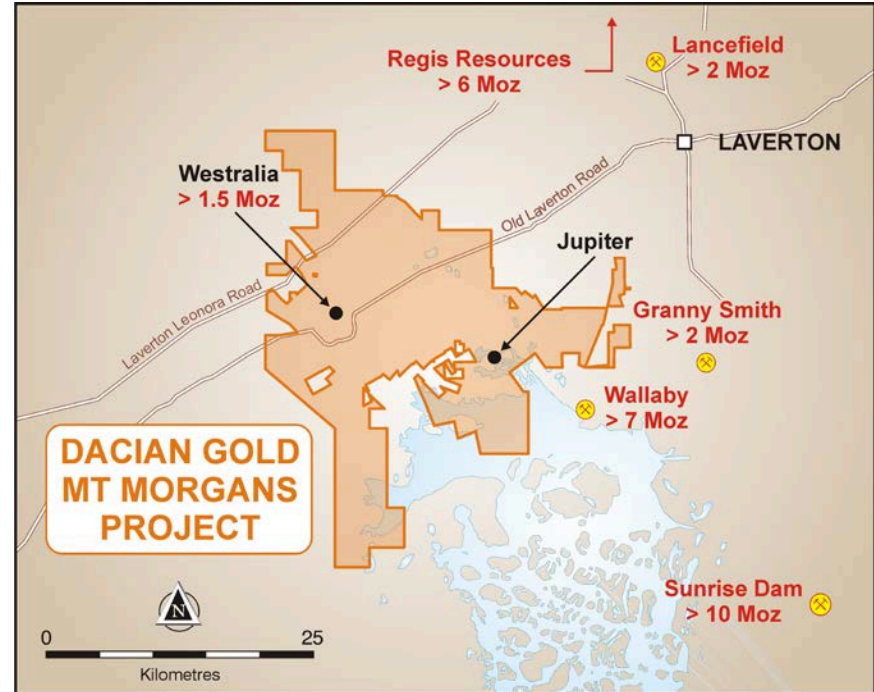 Regis Resources
> 6 Moz
Lancefield
> 2 Moz
LAVERTON
Westralia
> 1.5 Moz
Old Laverton Road
Jupiter
Laverton Leonora Road
Granny Smith
> 2 Moz
Wallaby
> 7 Moz
DACIAN GOLD
MT MORGANS
PROJECT
Sunrise Dam
> 10 Moz
N
0
25
Kilometres